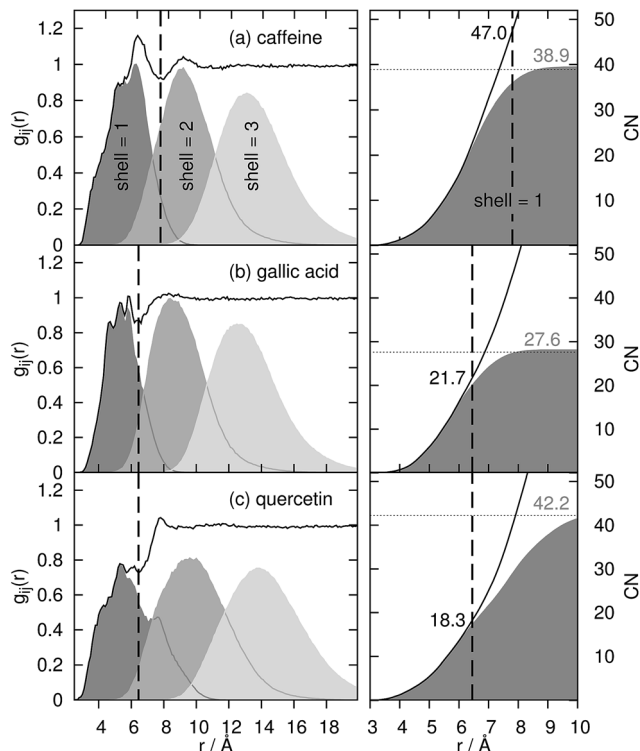 1.2
1
0.8
0.6
0.4
0.2
0
g_ij(r)
(a) caffeine
shell = 1
shell = 2
shell = 3
47.0
38.9
shell = 1
50
40
30
20
10
CN
1.2
1
0.8
0.6
0.4
0.2
0
g_ij(r)
(b) gallic acid
21.7
27.6
50
40
30
20
10
CN
1.2
1
0.8
0.6
0.4
0.2
0
g_ij(r)
(c) quercetin
18.3
42.2
50
40
30
20
10
CN
4 6 8 10 12 14 16 18
r / Å
3 4 5 6 7 8 9 10
r / Å